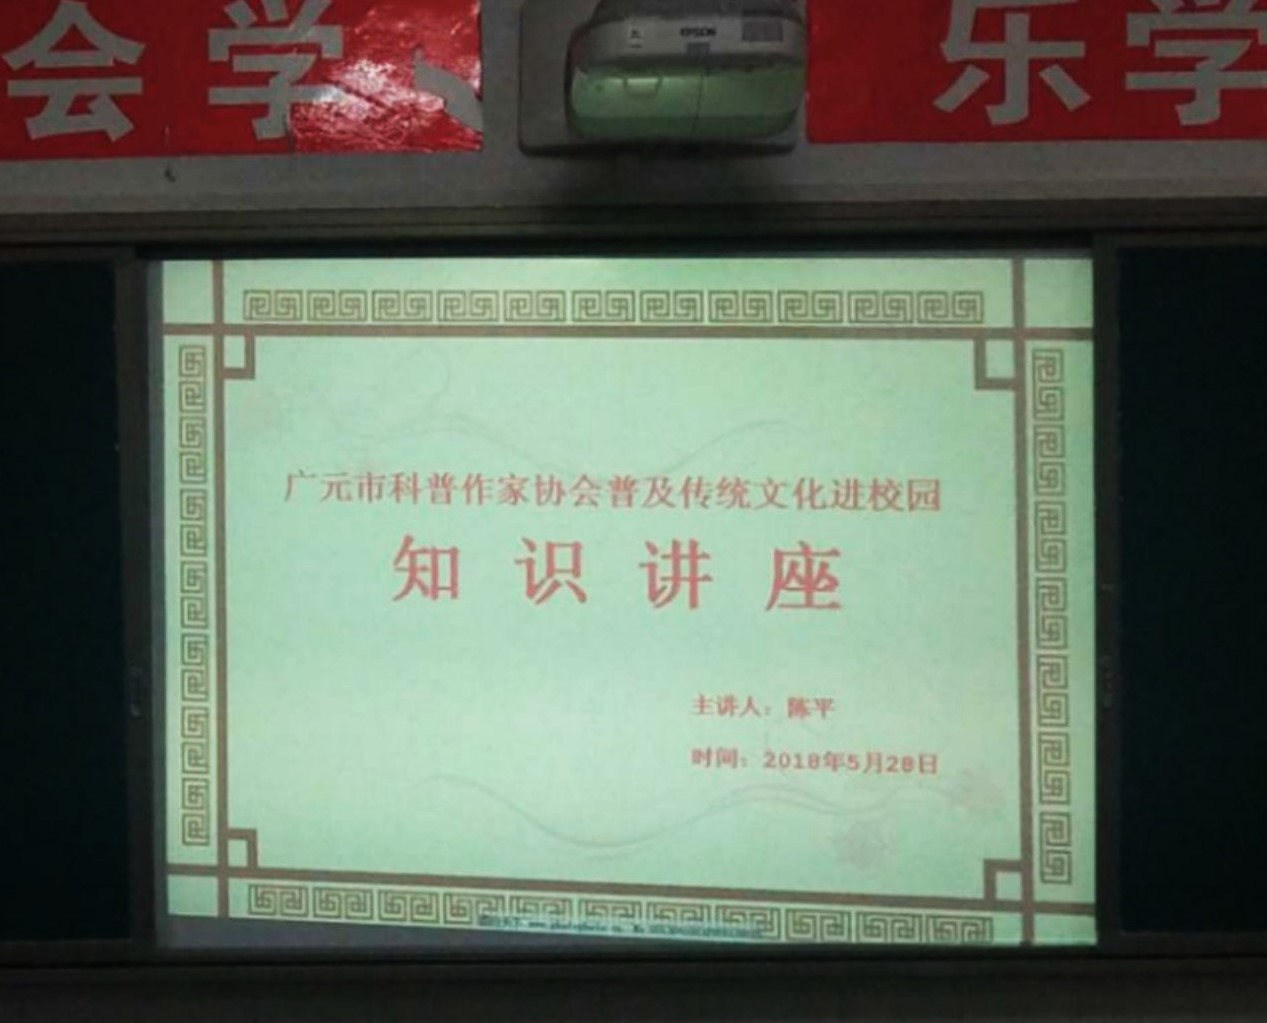 会学、 乐学
EPSON
广元市科普作家协会普及传统文化进校园
知识讲座
主讲人：陈平
时间：2018年5月28日